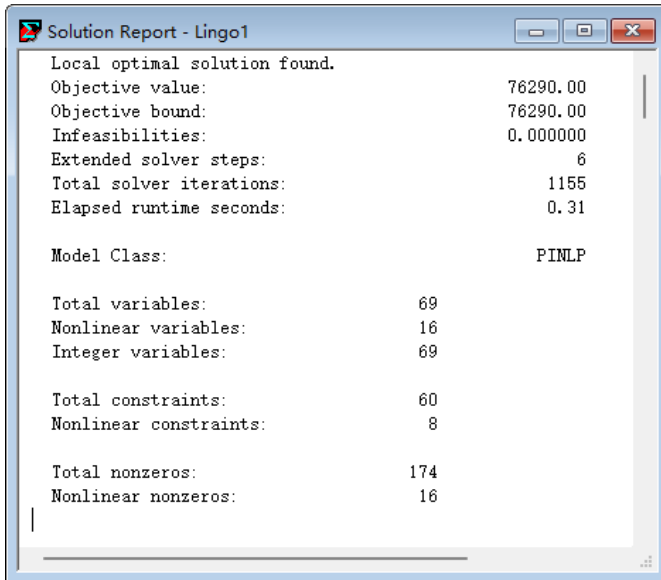 Solution Report - Lingo1
Local optimal solution found.
Objective value: 76290.00
Objective bound: 76290.00
Infeasibilities: 0.000000
Extended solver steps: 6
Total solver iterations: 1155
Elapsed runtime seconds: 0.31
Model Class: PINLP
Total variables: 69
Nonlinear variables: 16
Integer variables: 69
Total constraints: 60
Nonlinear constraints: 8
Total nonzeros: 174
Nonlinear nonzeros: 16